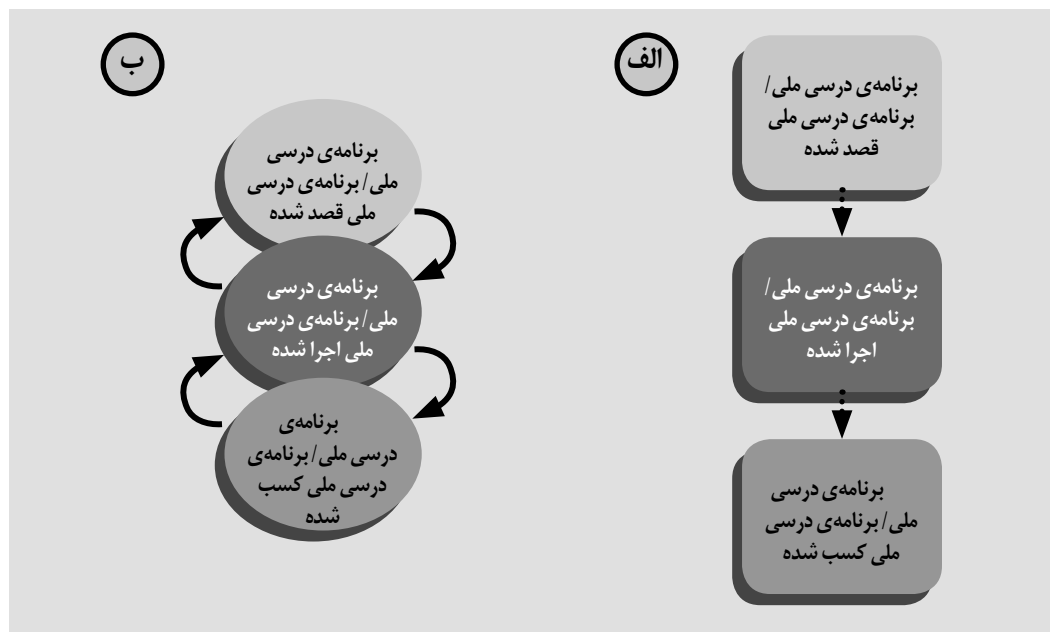 الف
برنامه‌ی درسی ملی/
برنامه‌ی درسی ملی
قصد شده
برنامه‌ی درسی ملی/
برنامه‌ی درسی ملی
اجرا شده
برنامه‌ی درسی
ملی/ برنامه‌ی درسی
ملی کسب شده
ب
برنامه‌ی درسی
ملی/ برنامه‌ی درسی
ملی قصد شده
برنامه‌ی درسی
ملی/ برنامه‌ی درسی
ملی اجرا شده
برنامه‌ی
درسی ملی/ برنامه‌ی
درسی ملی کسب
شده